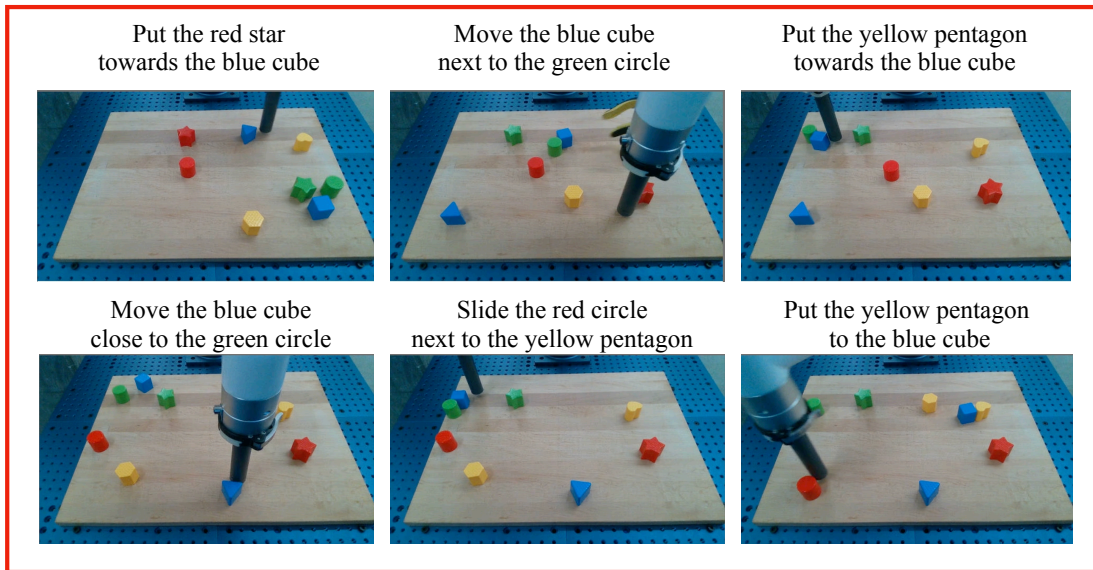 Put the red star
towards the blue cube
Move the blue cube
next to the green circle
Put the yellow pentagon
towards the blue cube
Move the blue cube
close to the green circle
Slide the red circle
next to the yellow pentagon
Put the yellow pentagon
to the blue cube